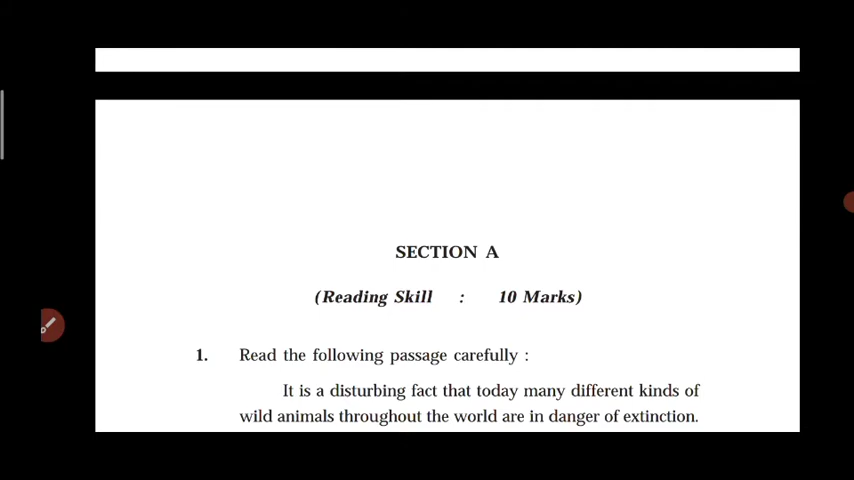 SECTION A
(Reading Skill : 10 Marks)
1. Read the following passage carefully :
It is a disturbing fact that today many different kinds of
wild animals throughout the world are in danger of extinction.